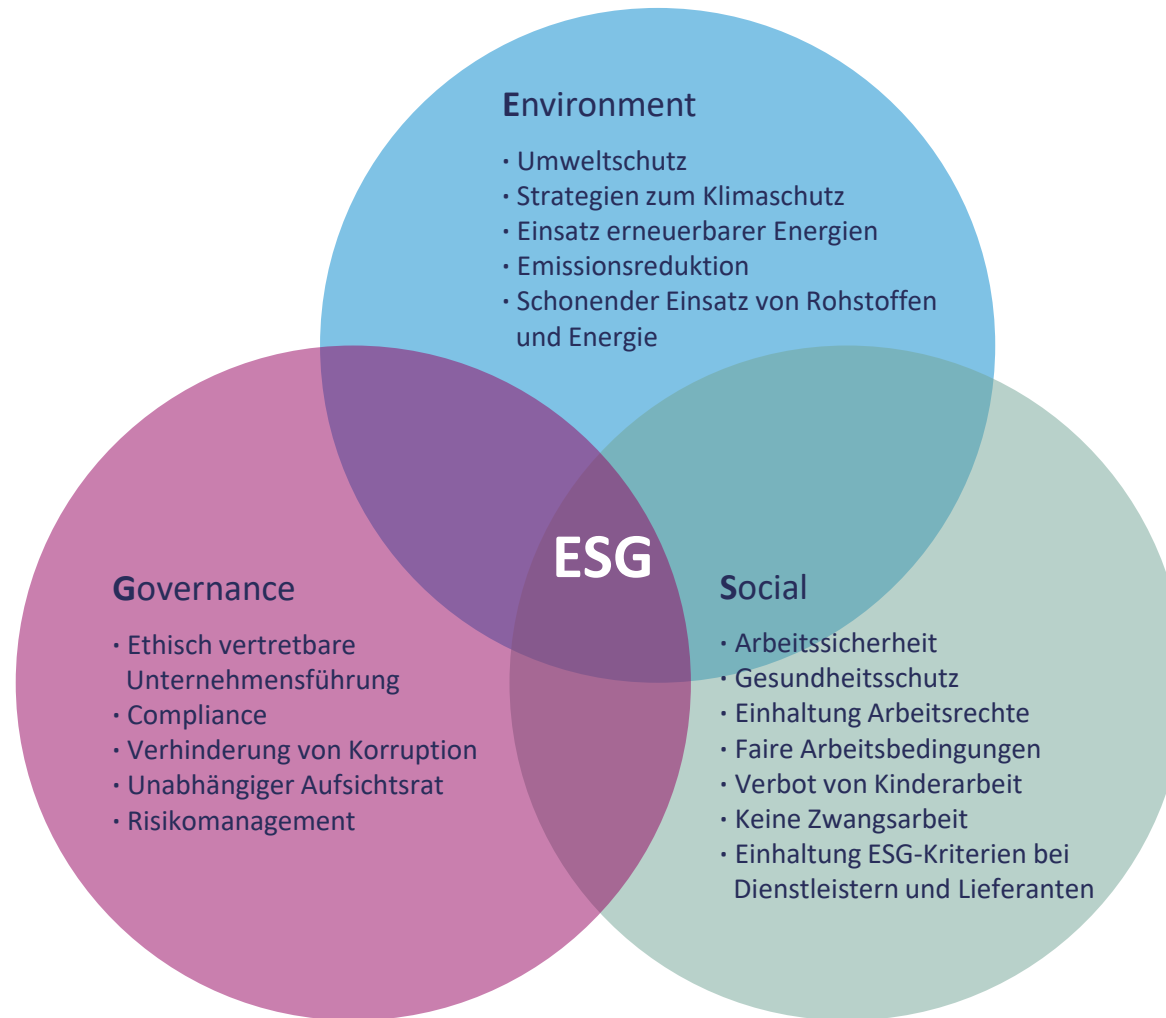 Environment
· Umweltschutz
· Strategien zum Klimaschutz
· Einsatz erneuerbarer Energien
· Emissionsreduktion
· Schonender Einsatz von Rohstoffen
und Energie
ESG
Governance
· Ethisch vertretbare
Unternehmensführung
· Compliance
· Verhinderung von Korruption
· Unabhängiger Aufsichtsrat
· Risikomanagement
Social
· Arbeitssicherheit
· Gesundheitsschutz
· Einhaltung Arbeitsrechte
· Faire Arbeitsbedingungen
· Verbot von Kinderarbeit
· Keine Zwangsarbeit
· Einhaltung ESG-Kriterien bei
Dienstleistern und Lieferanten